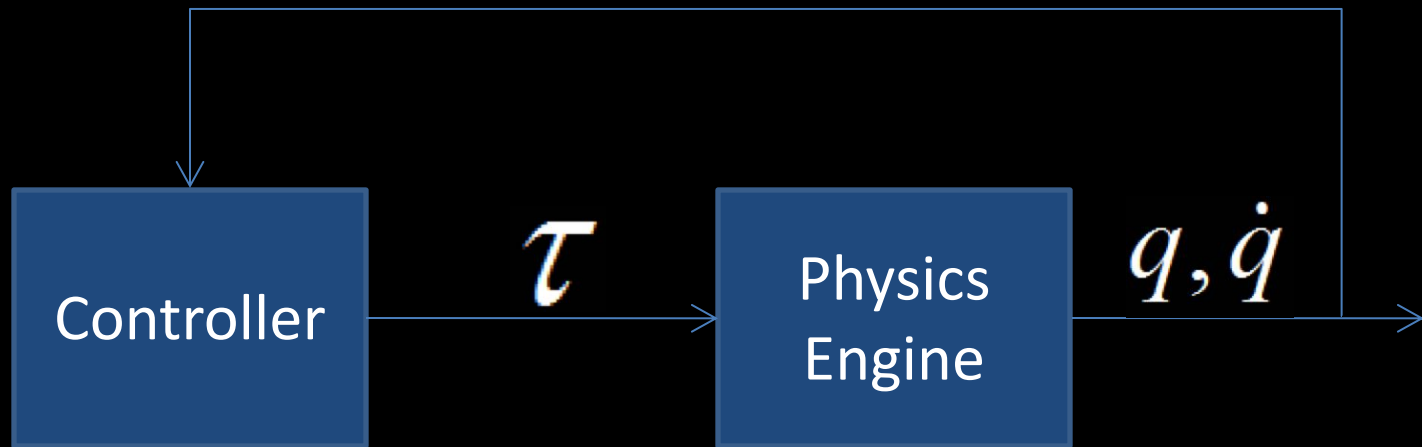 Controller
τ
Physics
Engine
q, q̇